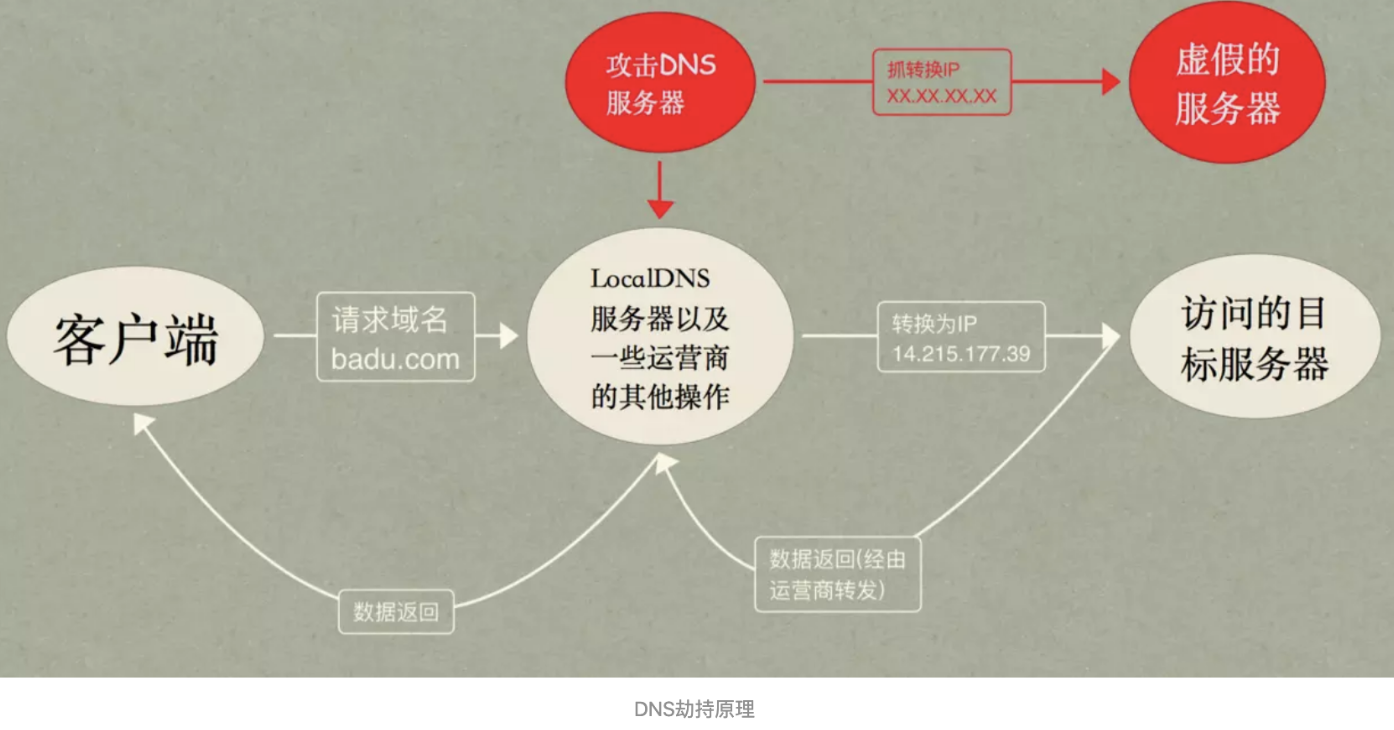 攻击DNS
服务器
抓转换IP
XX.XX.XX.XX
虚假的
服务器
客户端
请求域名
badu.com
LocalDNS
服务器以及
一些运营商
的其他操作
转换为IP
14.215.177.39
访问的目
标服务器
数据返回(经由
运营商转发)
数据返回
DNS劫持原理